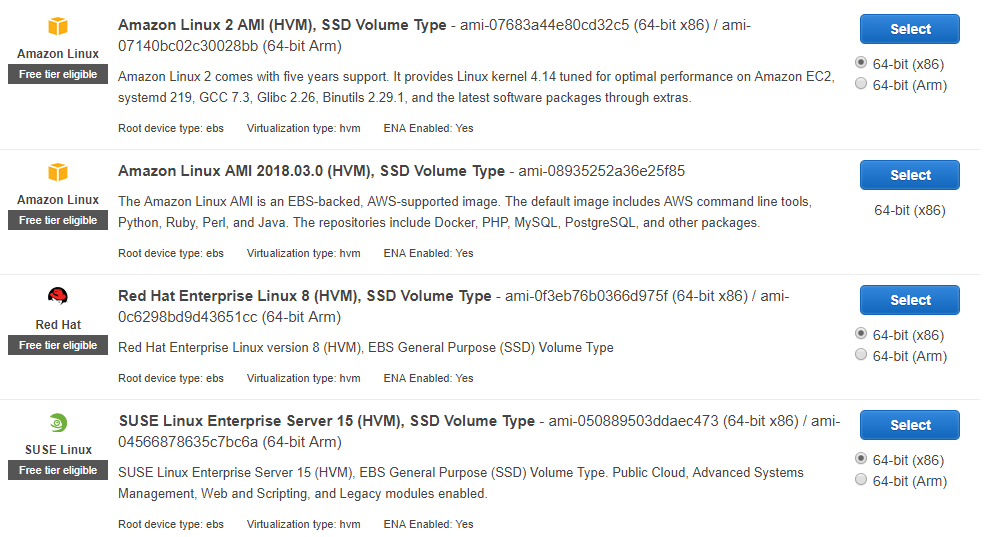 Amazon Linux 2 AMI (HVM), SSD Volume Type - ami-07683a44e80cd32c5 (64-bit x86) / ami-
07140bc02c30028bb (64-bit Arm)
Amazon Linux
Free tier eligible
Amazon Linux 2 comes with five years support. It provides Linux kernel 4.14 tuned for optimal performance on Amazon EC2,
systemd 219, GCC 7.3, Glibc 2.26, Binutils 2.29.1, and the latest software packages through extras.
Root device type: ebs Virtualization type: hvm ENA Enabled: Yes
Select
64-bit (x86)
64-bit (Arm)
Amazon Linux AMI 2018.03.0 (HVM), SSD Volume Type - ami-08935252a36e25f85
Amazon Linux
Free tier eligible
The Amazon Linux AMI is an EBS-backed, AWS-supported image. The default image includes AWS command line tools,
Python, Ruby, Perl, and Java. The repositories include Docker, PHP, MySQL, PostgreSQL, and other packages.
Root device type: ebs Virtualization type: hvm ENA Enabled: Yes
Select
64-bit (x86)
Red Hat Enterprise Linux 8 (HVM), SSD Volume Type - ami-0f3eb76b0366d975f (64-bit x86) / ami-
0c6298bd9d43651cc (64-bit Arm)
Red Hat
Free tier eligible
Red Hat Enterprise Linux version 8 (HVM), EBS General Purpose (SSD) Volume Type
Root device type: ebs Virtualization type: hvm ENA Enabled: Yes
Select
64-bit (x86)
64-bit (Arm)
SUSE Linux Enterprise Server 15 (HVM), SSD Volume Type - ami-050889503ddaec473 (64-bit x86) / ami-
04566878635c7bc6a (64-bit Arm)
SUSE Linux
Free tier eligible
SUSE Linux Enterprise Server 15 (HVM), EBS General Purpose (SSD) Volume Type. Public Cloud, Advanced Systems
Management, Web and Scripting, and Legacy modules enabled.
Root device type: ebs Virtualization type: hvm ENA Enabled: Yes
Select
64-bit (x86)
64-bit (Arm)